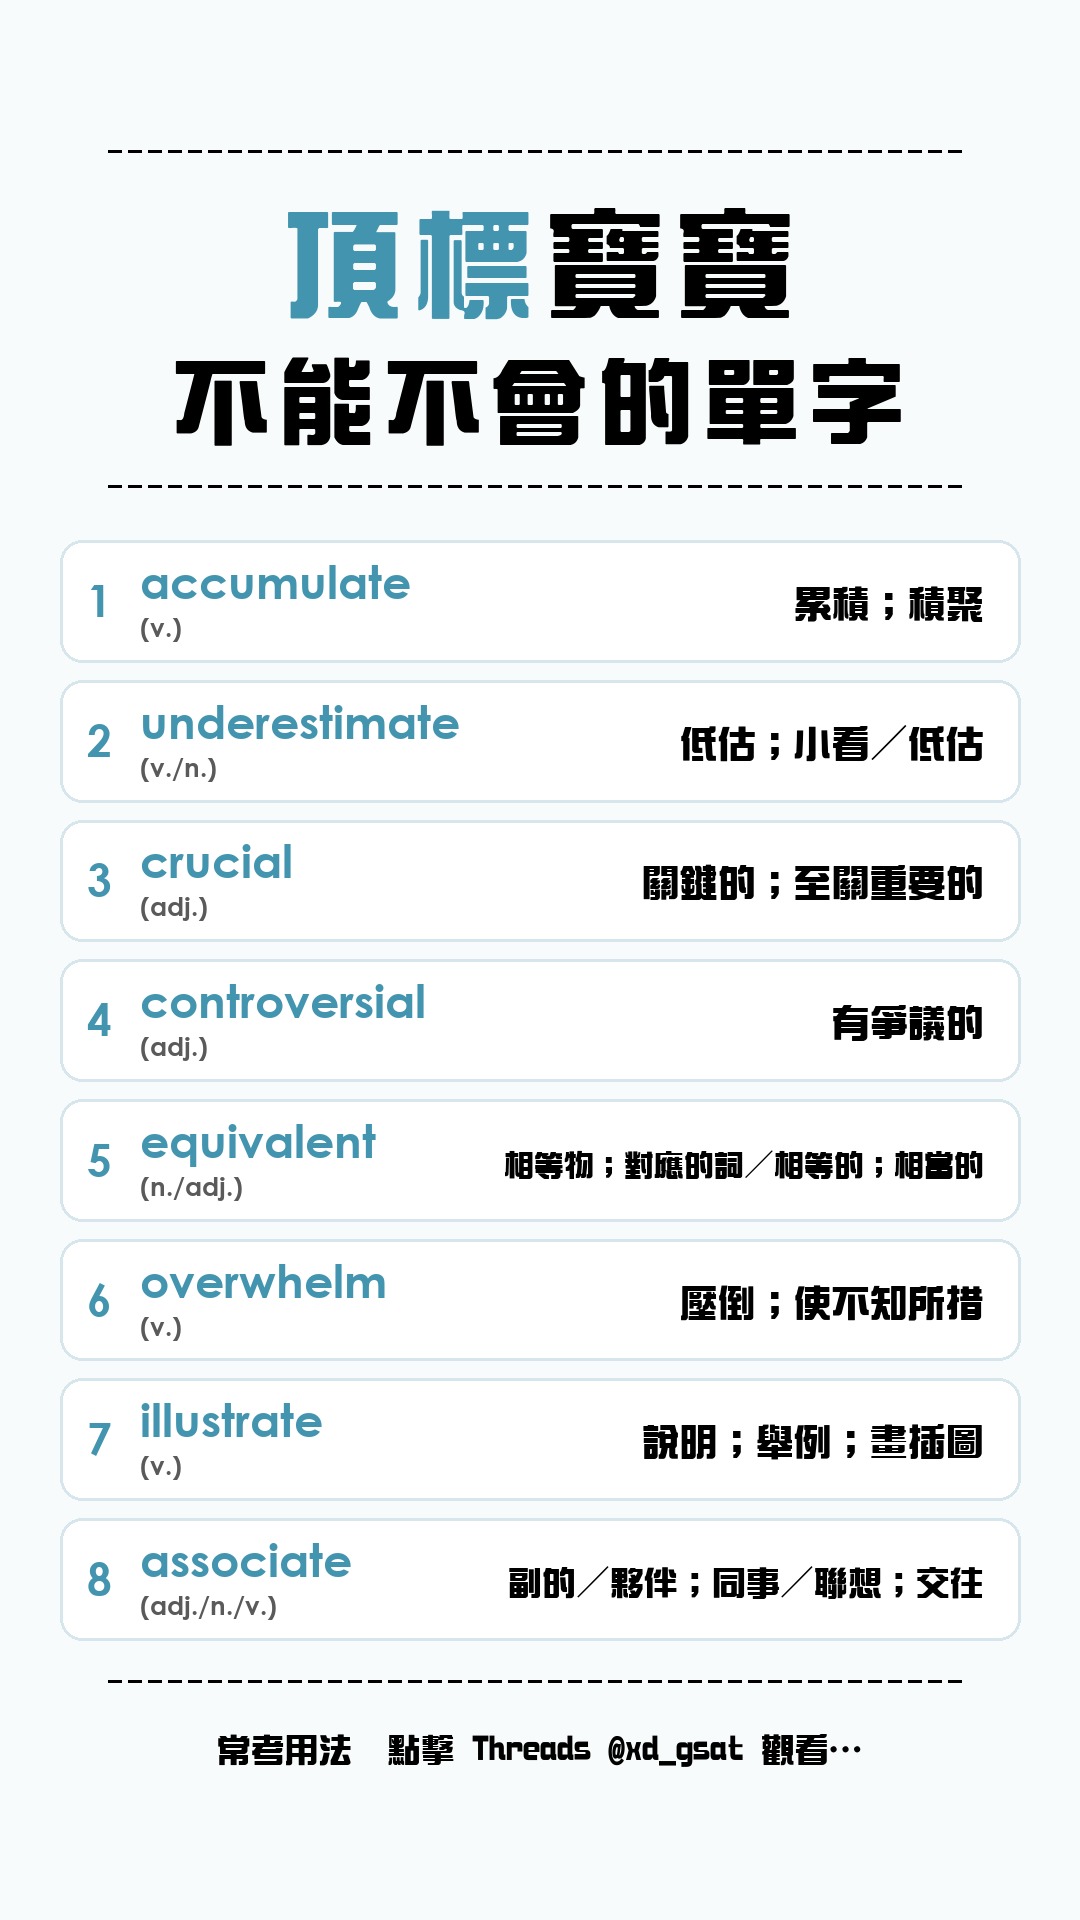 頂標寶寶
不能不會的單字
1 accumulate 累積；積聚
(v.)
2 underestimate 低估；小看／低估
(v./n.)
3 crucial 關鍵的；至關重要的
(adj.)
4 controversial 有爭議的
(adj.)
5 equivalent 相等物；對應的詞／相等的；相當的
(n./adj.)
6 overwhelm 壓倒；使不知所措
(v.)
7 illustrate 說明；舉例；畫插圖
(v.)
8 associate 副的／夥伴；同事／聯想；交往
(adj./n./v.)
常考用法　點擊 Threads @xd_gsat 觀看…